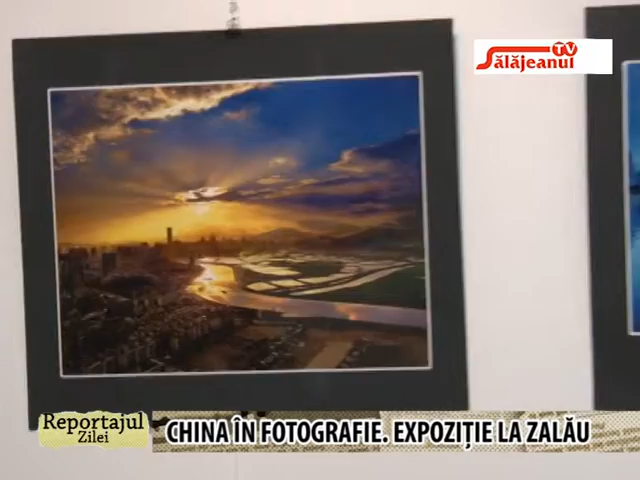 Sălăjeanul TV
Reportajul
Zilei
CHINA ÎN FOTOGRAFIE. EXPOZIȚIE LA ZALĂU